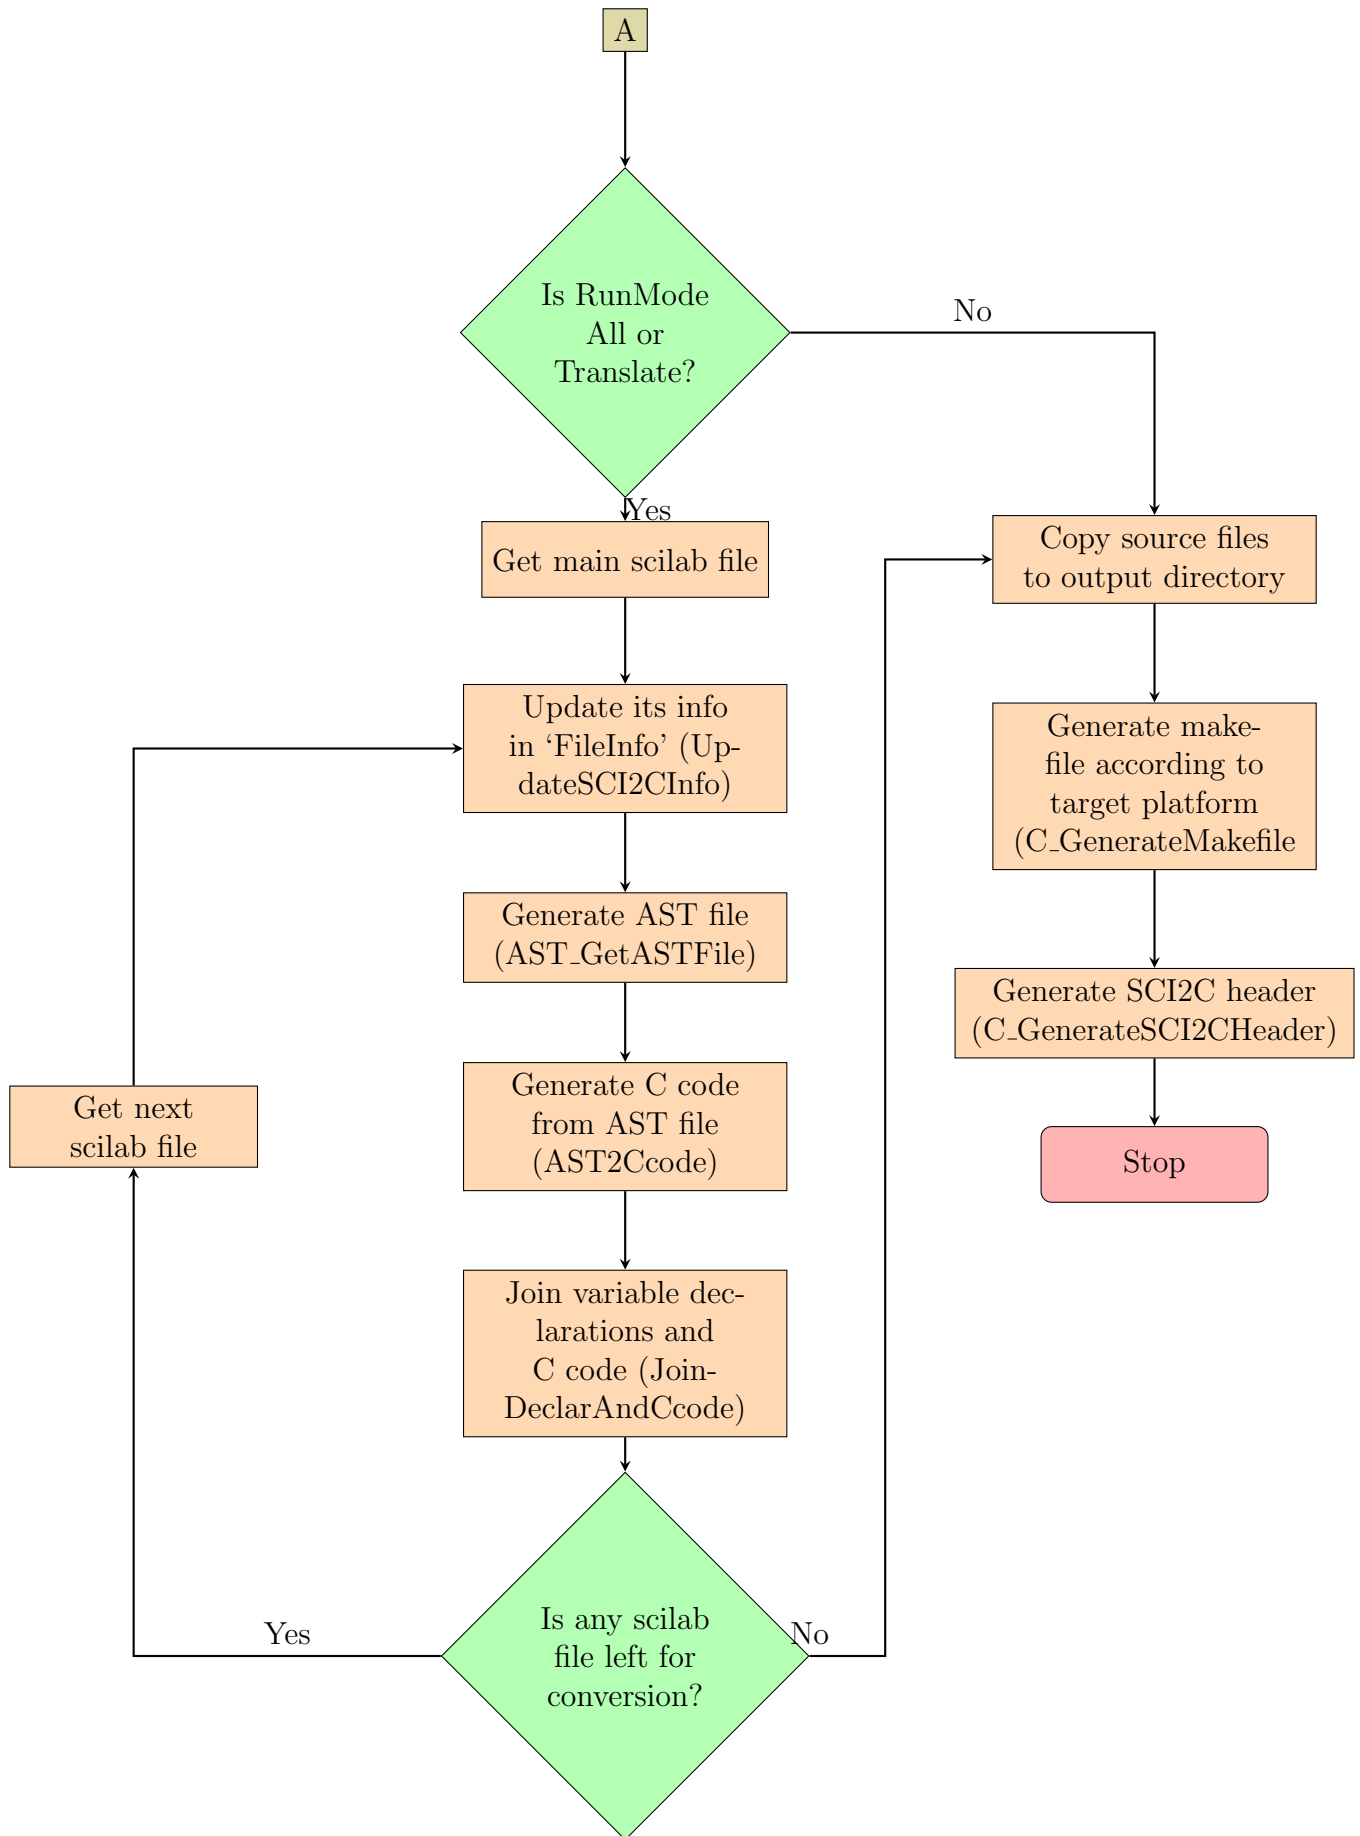 A
Is RunMode
All or
Translate?
No
Yes
Get main scilab file
Copy source files
to output directory
Update its info
in ‘FileInfo’ (Up-
dateSCI2CInfo)
Generate make-
file according to
target platform
(C_GenerateMakefile
Generate AST file
(AST_GetASTFile)
Generate SCI2C header
(C_GenerateSCI2CHeader)
Generate C code
from AST file
(AST2Ccode)
Get next
scilab file
Stop
Join variable dec-
larations and
C code (Join-
DeclarAndCcode)
Is any scilab
file left for
conversion?
Yes
No